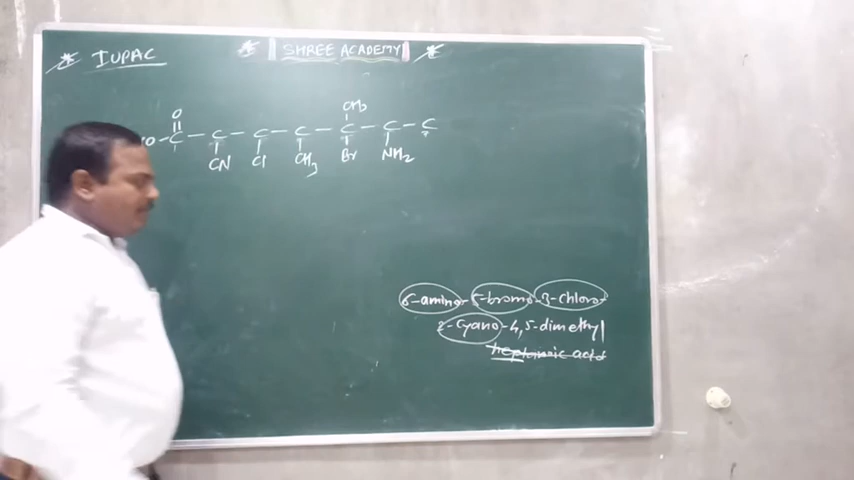 IUPAC
SHREE ACADEMY
CH₃
O
O-C-C-C-C-C-C-C
CN Cl CH₃ Br NH₂
6-amino-5-bromo-3-chloro-
2-cyano-4,5-dimethyl
heptanoic acid